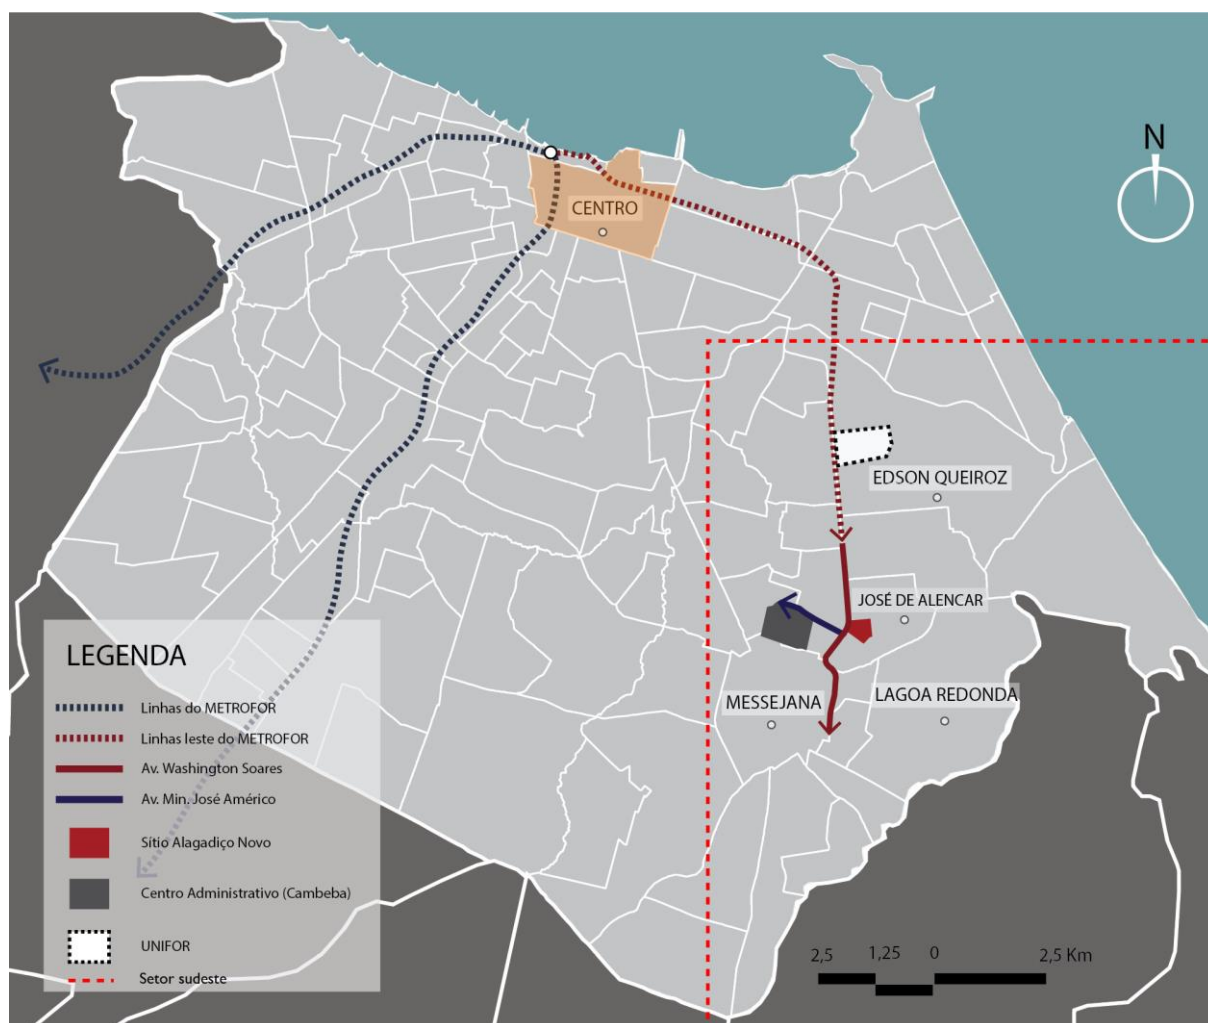 N
CENTRO
EDSON QUEIROZ
JOSÉ DE ALENCAR
MESSEJANA
LAGOA REDONDA
LEGENDA
Linhas do METROFOR
Linhas leste do METROFOR
Av. Washington Soares
Av. Min. José Américo
Sítio Alagadiço Novo
Centro Administrativo (Cambeba)
UNIFOR
Setor sudeste
2,5 1,25 0 2,5 Km